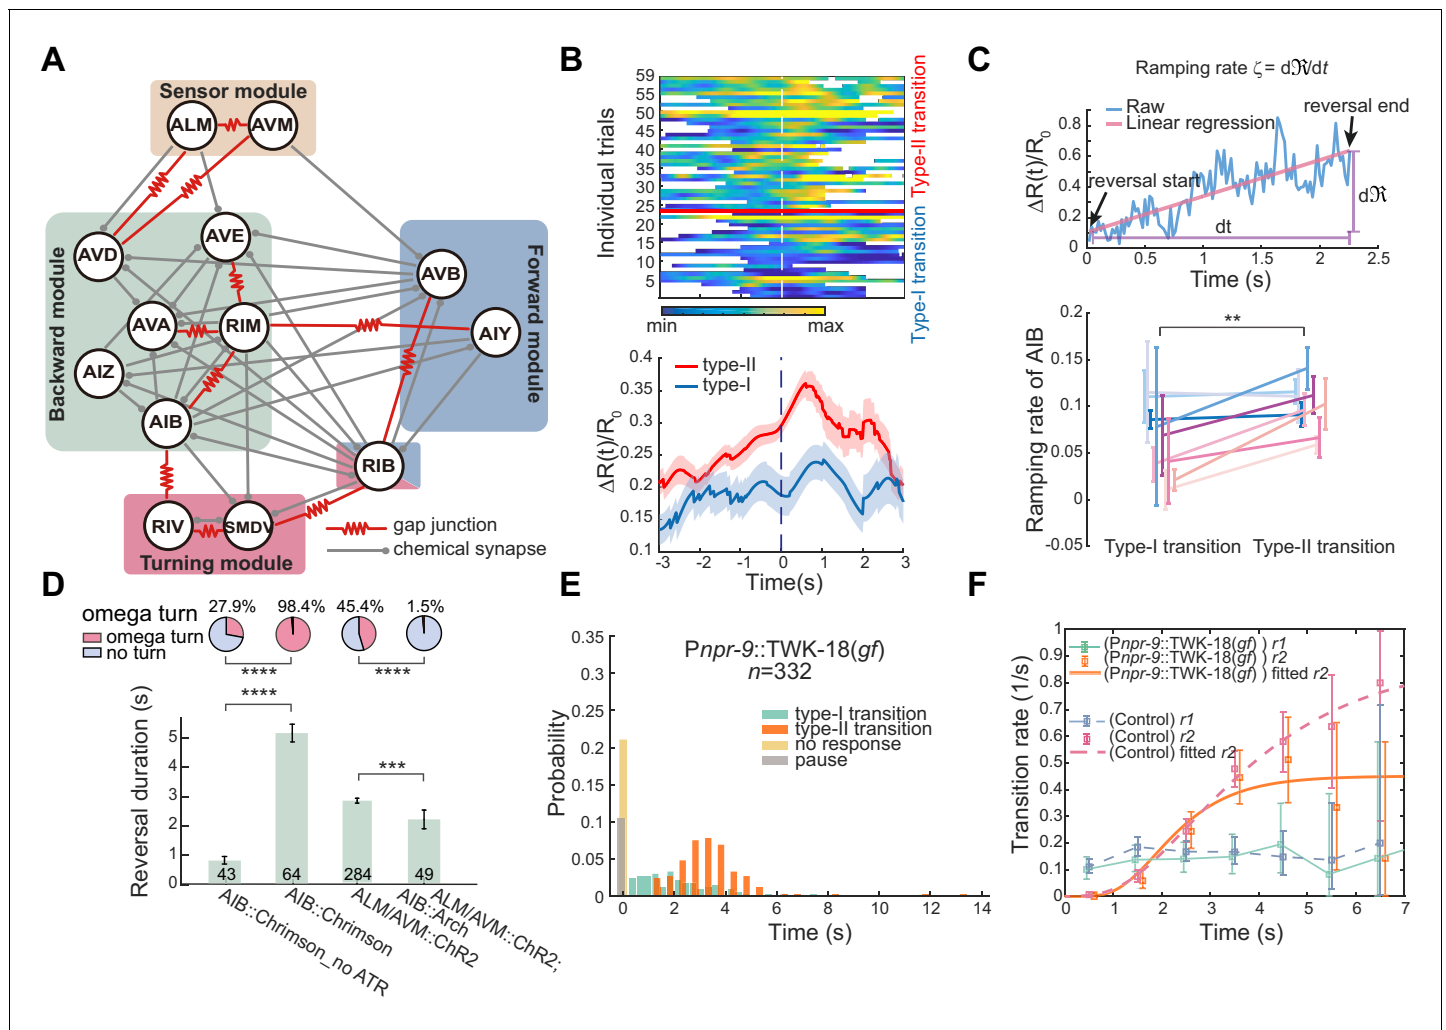 A
Sensor module
ALM
AVM
AVD
AVE
AVA
RIM
AIZ
AIB
Backward module
AVB
AIY
Forward module
RIB
RIV
SMDV
Turning module
gap junction
chemical synapse
B
Individual trials
59
55
50
45
40
35
30
25
20
15
10
5
Type-I transition
Type-II transition
min
max
type-II
type-I
ΔR(t)/R0
0.4
0.35
0.3
0.25
0.2
0.15
0.1
-3
-2
-1
0
1
2
3
Time(s)
C
Ramping rate ζ = dℜ/dt
Raw
Linear regression
reversal end
reversal start
dℜ
dt
ΔR(t)/R0
0.8
0.6
0.4
0.2
0
0
0.5
1
1.5
2
2.5
Time (s)
**
Ramping rate of AIB
0.2
0.15
0.1
0.05
0
-0.05
Type-I transition
Type-II transition
D
omega turn
omega turn
no turn
27.9%
98.4%
45.4%
1.5%
****
****
****
***
Reversal duration (s)
5
4
3
2
1
0
43
64
284
49
AIB::Chrimson_no ATR
AIB::Chrimson
ALM/AVM::ChR2
ALM/AVM::ChR2;
AIB::Arch
E
Pnpr-9::TWK-18(gf)
n=332
type-I transition
type-II transition
no response
pause
Probability
0.35
0.3
0.25
0.2
0.15
0.1
0.05
0
0
2
4
6
8
10
12
14
Time (s)
F
(Pnpr-9::TWK-18(gf) ) r1
(Pnpr-9::TWK-18(gf) ) r2
(Pnpr-9::TWK-18(gf) ) fitted r2
(Control) r1
(Control) r2
(Control) fitted r2
Transition rate (1/s)
1
0.9
0.8
0.7
0.6
0.5
0.4
0.3
0.2
0.1
0
0
1
2
3
4
5
6
7
Time (s)